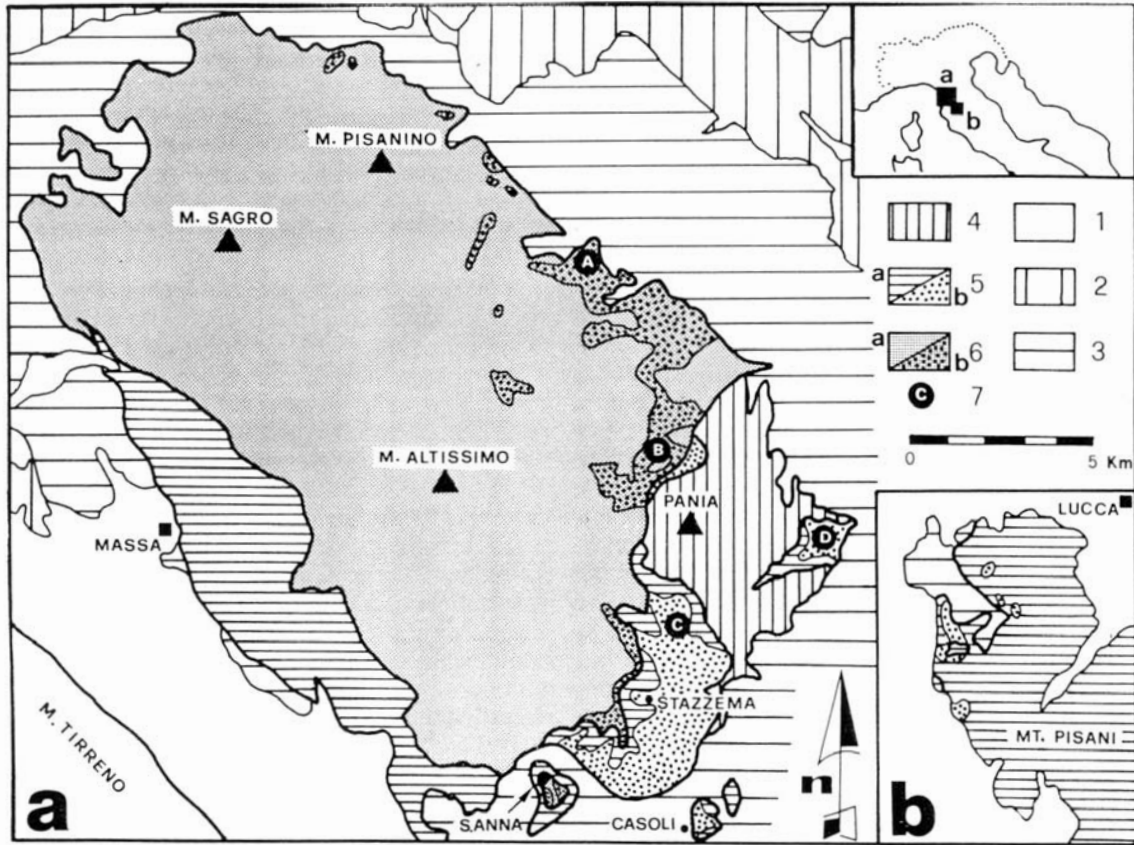 M. PISANINO
M. SAGRO
A
M. ALTISSIMO
B
PANIA
MASSA
D
C
STAZZEMA
M. TIRRENO
S.ANNA
CASOLI
n
a
a
b
4 1
a 5 b 2
a 6 b 3
C 7
0 5 Km
LUCCA
MT. PISANI
b